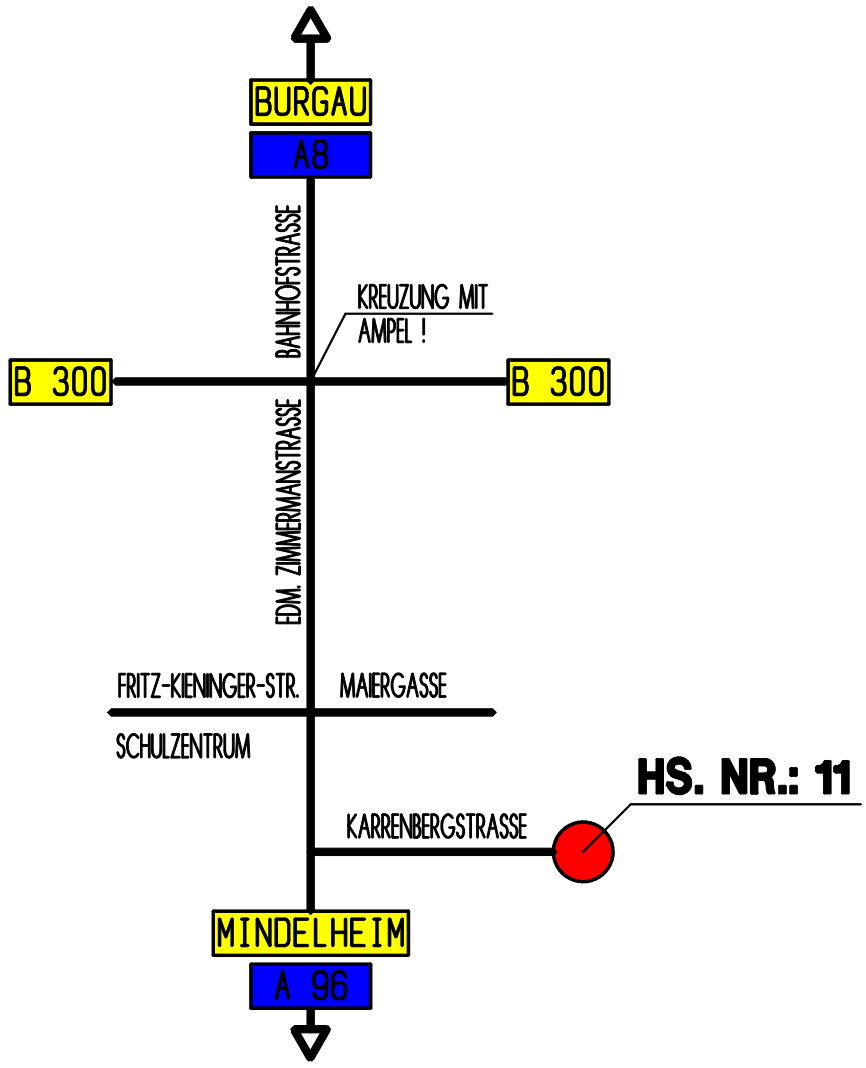 BURGAU
A8
BAHNHOFSTRASSE
KREUZUNG MIT
AMPEL !
B 300
B 300
EDM. ZIMMERMANSTRASSE
FRITZ-KIENINGER-STR.
MAIERGASSE
SCHULZENTRUM
HS. NR.: 11
KARRENBERGSTRASSE
MINDELHEIM
A 96